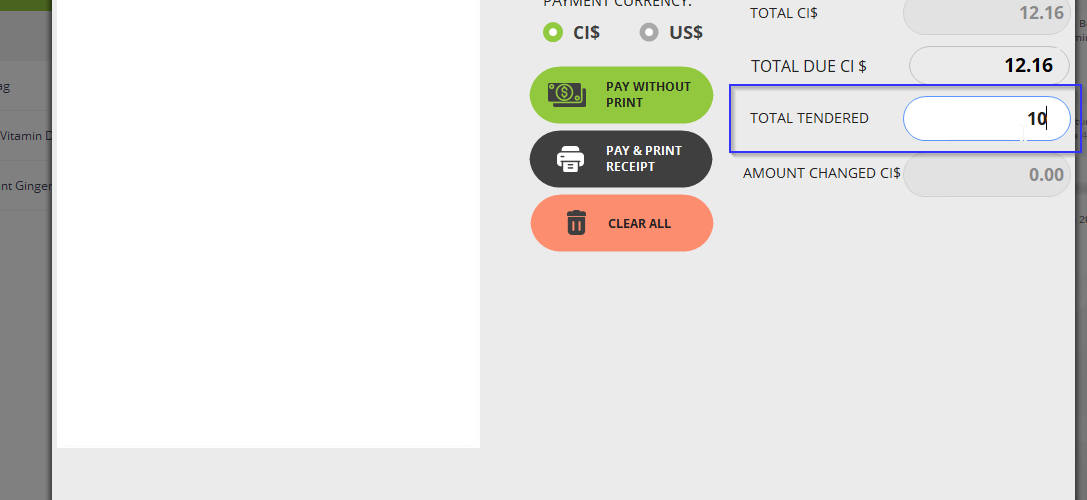 PAYMENT CURRENCY:
CI$
US$
PAY WITHOUT
PRINT
PAY & PRINT
RECEIPT
CLEAR ALL
TOTAL CI$
12.16
TOTAL DUE CI $
12.16
TOTAL TENDERED
10
AMOUNT CHANGED CI$
0.00
ag
Vitamin D
nt Ginger